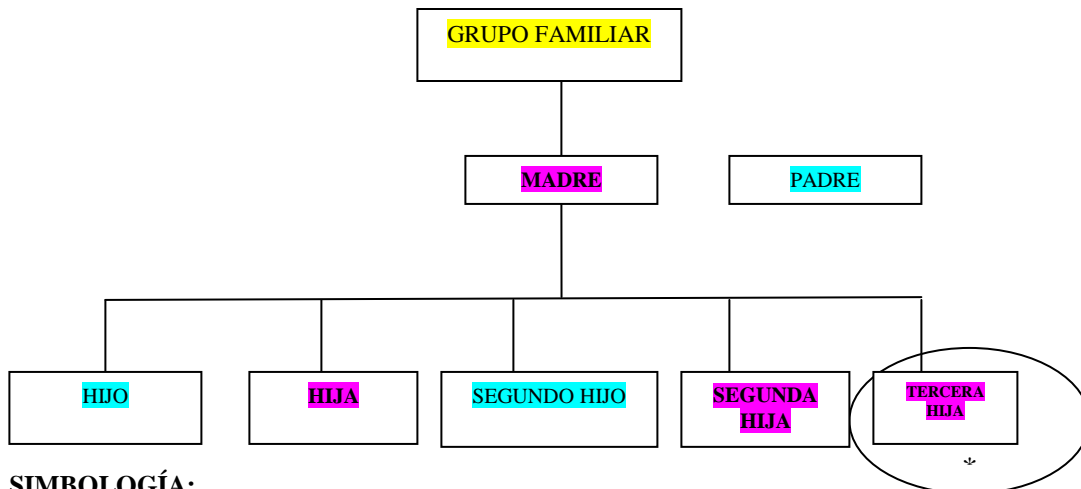 GRUPO FAMILIAR
MADRE
PADRE
HIJO
HIJA
SEGUNDO HIJO
SEGUNDA
HIJA
TERCERA
HIJA
*
SIMBOLOGÍA: